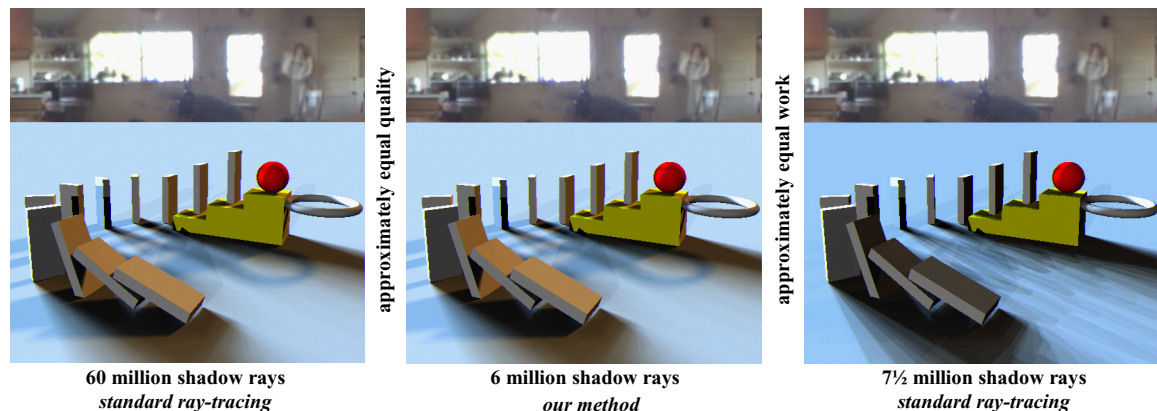 approximately equal quality
approximately equal work
60 million shadow rays
standard ray-tracing
6 million shadow rays
our method
7½ million shadow rays
standard ray-tracing